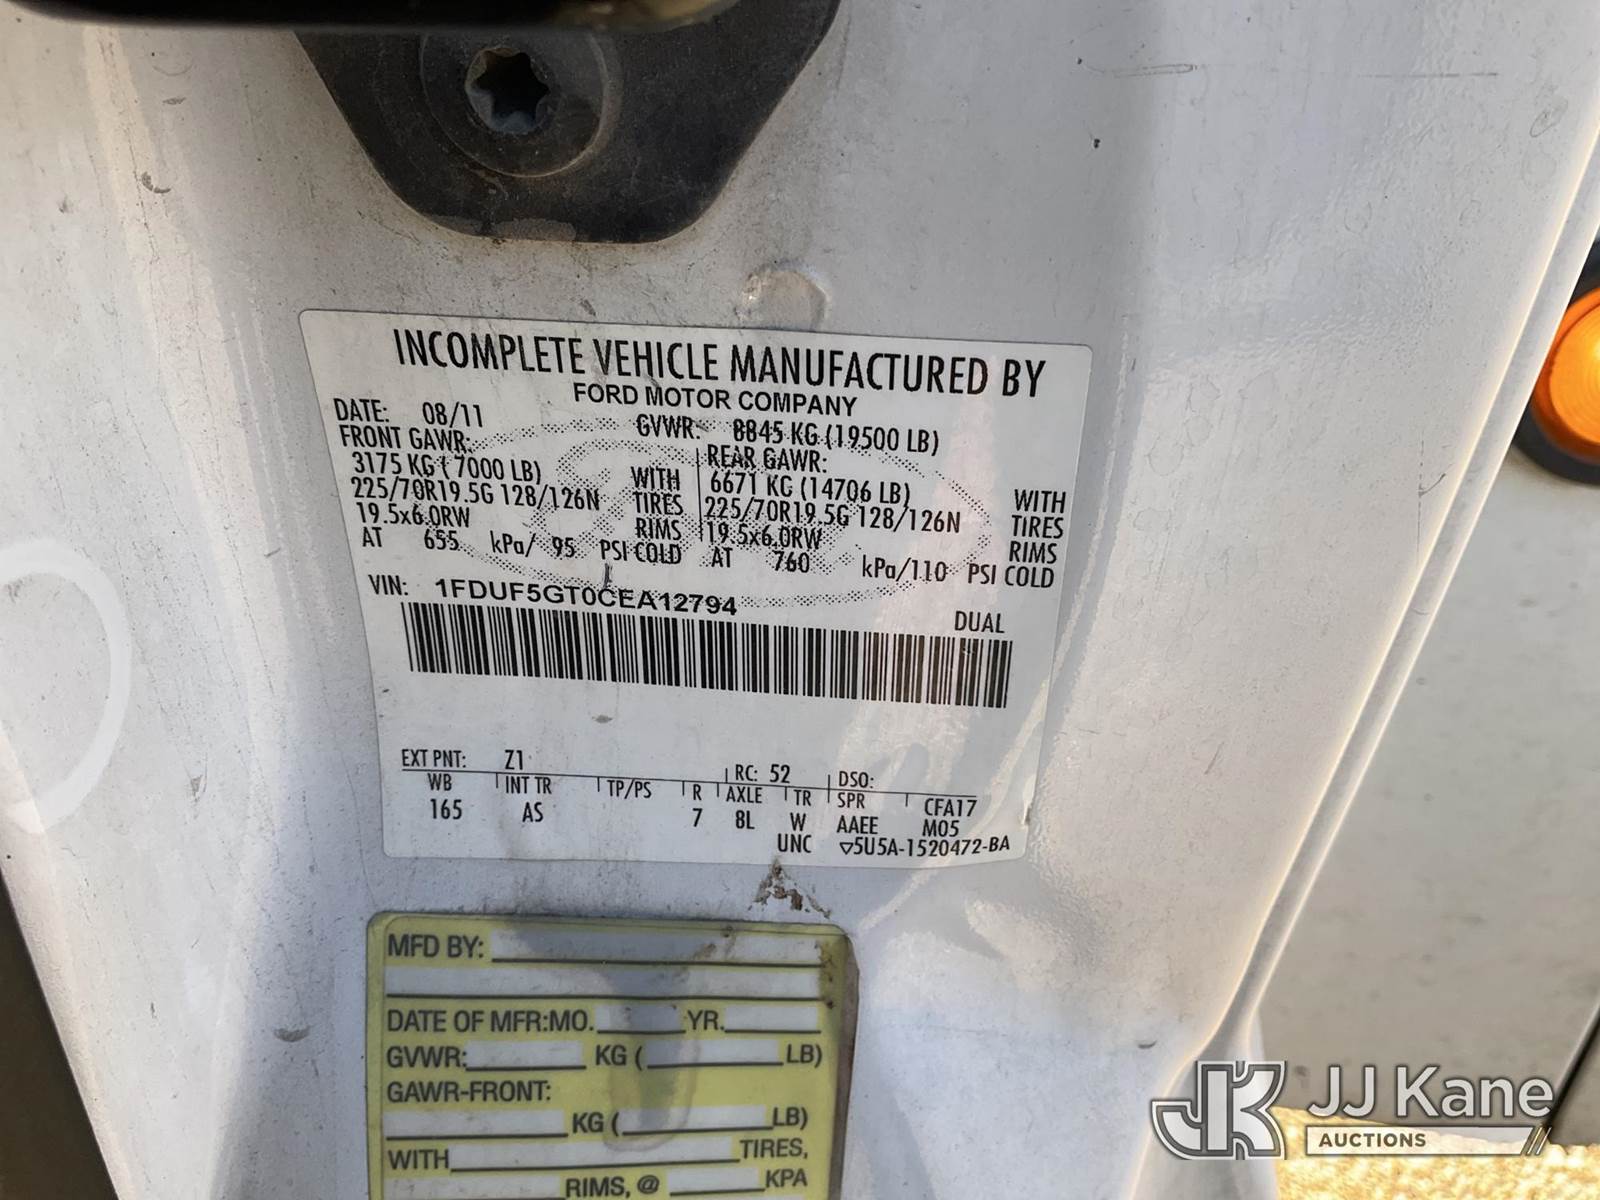 INCOMPLETE VEHICLE MANUFACTURED BY
FORD MOTOR COMPANY
DATE: 08/11 GVWR: 8845 KG (19500 LB)
FRONT GAWR: REAR GAWR:
3175 KG ( 7000 LB) WITH 6671 KG (14706 LB) WITH
225/70R19.5G 128/126N TIRES 225/70R19.5G 128/126N TIRES
19.5x6.0RW RIMS 19.5x6.0RW RIMS
AT 655 kPa/ 95 PSI COLD AT 760 kPa/110 PSI COLD
VIN: 1FDUF5GT0CEA12794
DUAL
EXT PNT: Z1 RC: 52 DSO:
WB INT TR TP/PS R AXLE TR SPR CFA17
165 AS 7 8L W AAEE M05
UNC ▽5U5A-1520472-BA
MFD BY:
DATE OF MFR:MO. YR.
GVWR: KG ( LB)
GAWR-FRONT:
KG ( LB)
WITH TIRES,
RIMS, @ KPA
JK JJ Kane
AUCTIONS